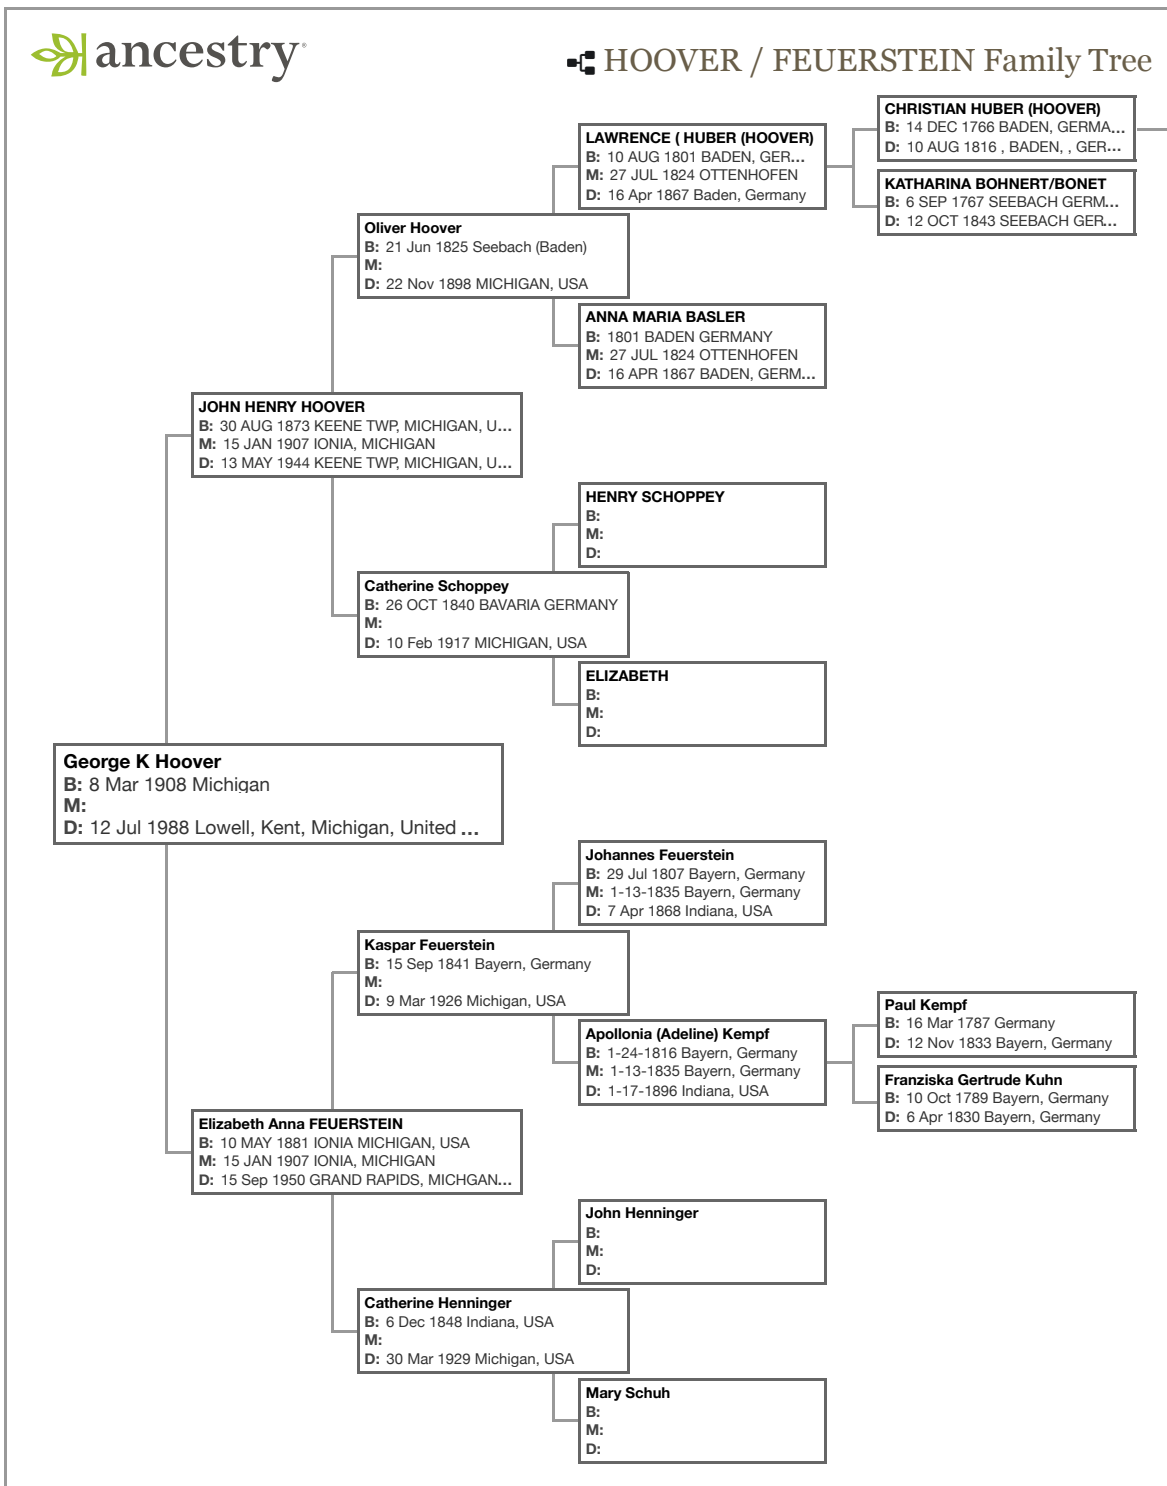 ancestry
HOOVER / FEUERSTEIN Family Tree
CHRISTIAN HUBER (HOOVER)
B: 14 DEC 1766 BADEN, GERMA...
D: 10 AUG 1816 , BADEN, , GER...
LAWRENCE ( HUBER (HOOVER)
B: 10 AUG 1801 BADEN, GER...
M: 27 JUL 1824 OTTENHOFEN
D: 16 Apr 1867 Baden, Germany
KATHARINA BOHNERT/BONET
B: 6 SEP 1767 SEEBACH GERM...
D: 12 OCT 1843 SEEBACH GER...
Oliver Hoover
B: 21 Jun 1825 Seebach (Baden)
M:
D: 22 Nov 1898 MICHIGAN, USA
ANNA MARIA BASLER
B: 1801 BADEN GERMANY
M: 27 JUL 1824 OTTENHOFEN
D: 16 APR 1867 BADEN, GERM...
JOHN HENRY HOOVER
B: 30 AUG 1873 KEENE TWP, MICHIGAN, U...
M: 15 JAN 1907 IONIA, MICHIGAN
D: 13 MAY 1944 KEENE TWP, MICHIGAN, U...
HENRY SCHOPPEY
B:
M:
D:
Catherine Schoppey
B: 26 OCT 1840 BAVARIA GERMANY
M:
D: 10 Feb 1917 MICHIGAN, USA
ELIZABETH
B:
M:
D:
George K Hoover
B: 8 Mar 1908 Michigan
M:
D: 12 Jul 1988 Lowell, Kent, Michigan, United ...
Johannes Feuerstein
B: 29 Jul 1807 Bayern, Germany
M: 1-13-1835 Bayern, Germany
D: 7 Apr 1868 Indiana, USA
Kaspar Feuerstein
B: 15 Sep 1841 Bayern, Germany
M:
D: 9 Mar 1926 Michigan, USA
Paul Kempf
B: 16 Mar 1787 Germany
D: 12 Nov 1833 Bayern, Germany
Apollonia (Adeline) Kempf
B: 1-24-1816 Bayern, Germany
M: 1-13-1835 Bayern, Germany
D: 1-17-1896 Indiana, USA
Franziska Gertrude Kuhn
B: 10 Oct 1789 Bayern, Germany
D: 6 Apr 1830 Bayern, Germany
Elizabeth Anna FEUERSTEIN
B: 10 MAY 1881 IONIA MICHIGAN, USA
M: 15 JAN 1907 IONIA, MICHIGAN
D: 15 Sep 1950 GRAND RAPIDS, MICHGAN...
John Henninger
B:
M:
D:
Catherine Henninger
B: 6 Dec 1848 Indiana, USA
M:
D: 30 Mar 1929 Michigan, USA
Mary Schuh
B:
M:
D: